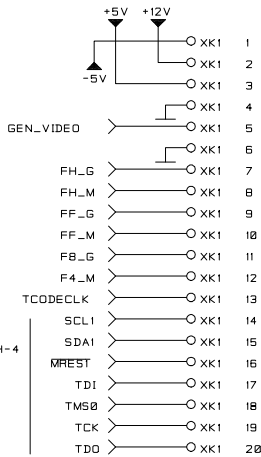 +5V +12V
XK1 1
XK1 2
-5V XK1 3
XK1 4
GEN_VIDEO XK1 5
XK1 6
FH_G XK1 7
FH_M XK1 8
FF_G XK1 9
FF_M XK1 10
F8_G XK1 11
F4_M XK1 12
TCODECLK XK1 13
SCL1 XK1 14
H-4 SDA1 XK1 15
MREST XK1 16
TDI XK1 17
TMS0 XK1 18
TCK XK1 19
TDO XK1 20